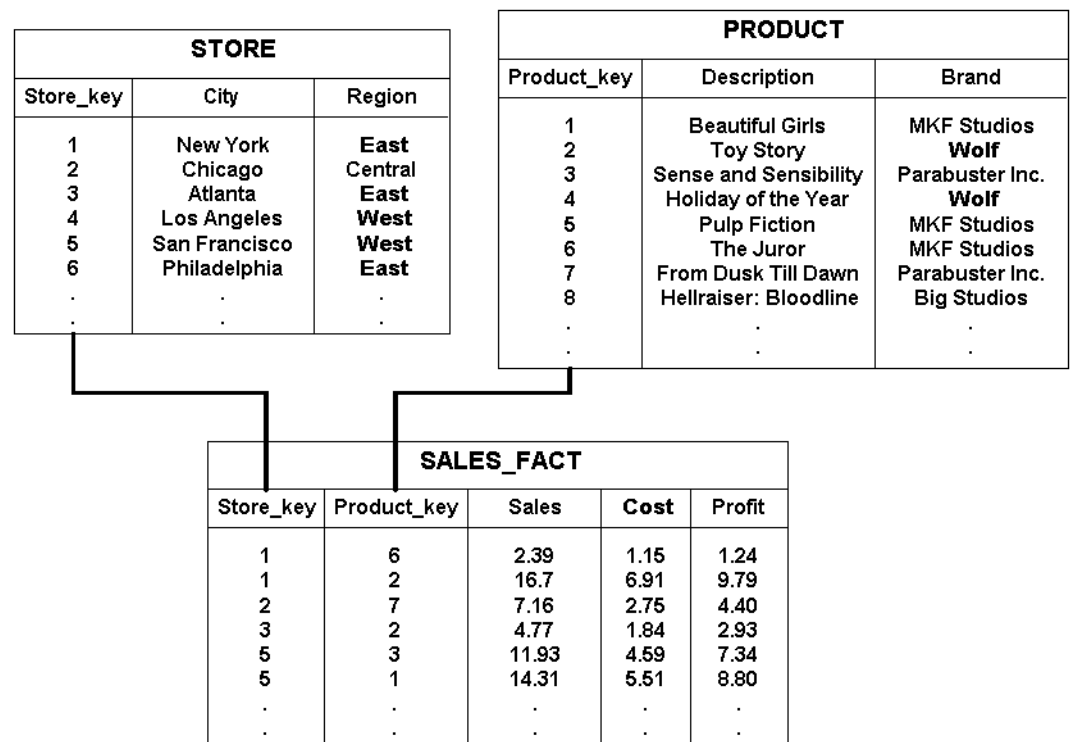 STORE
Store_key City Region
1 New York East
2 Chicago Central
3 Atlanta East
4 Los Angeles West
5 San Francisco West
6 Philadelphia East
. . .
. . .
PRODUCT
Product_key Description Brand
1 Beautiful Girls MKF Studios
2 Toy Story Wolf
3 Sense and Sensibility Parabuster Inc.
4 Holiday of the Year Wolf
5 Pulp Fiction MKF Studios
6 The Juror MKF Studios
7 From Dusk Till Dawn Parabuster Inc.
8 Hellraiser: Bloodline Big Studios
. . .
. . .
SALES_FACT
Store_key Product_key Sales Cost Profit
1 6 2.39 1.15 1.24
1 2 16.7 6.91 9.79
2 7 7.16 2.75 4.40
3 2 4.77 1.84 2.93
5 3 11.93 4.59 7.34
5 1 14.31 5.51 8.80
. . . . .
. . . . .